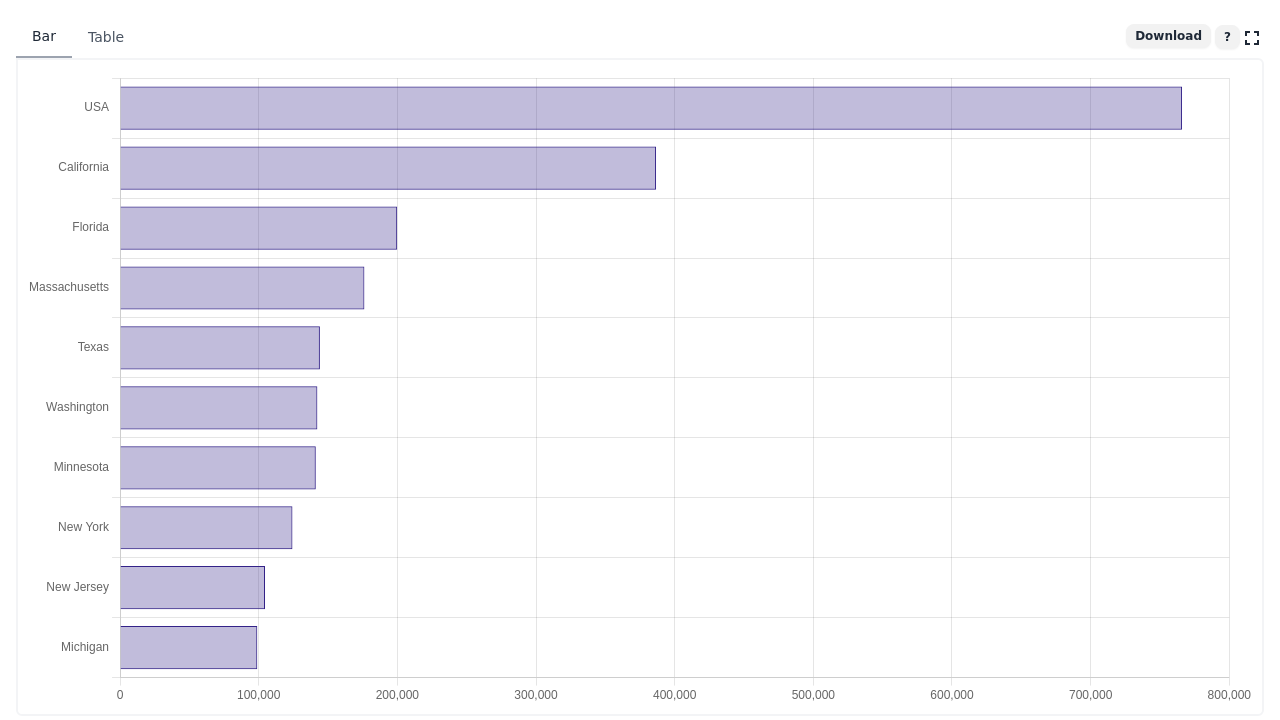 Bar
Table
Download
?
USA
California
Florida
Massachusetts
Texas
Washington
Minnesota
New York
New Jersey
Michigan
0
100,000
200,000
300,000
400,000
500,000
600,000
700,000
800,000